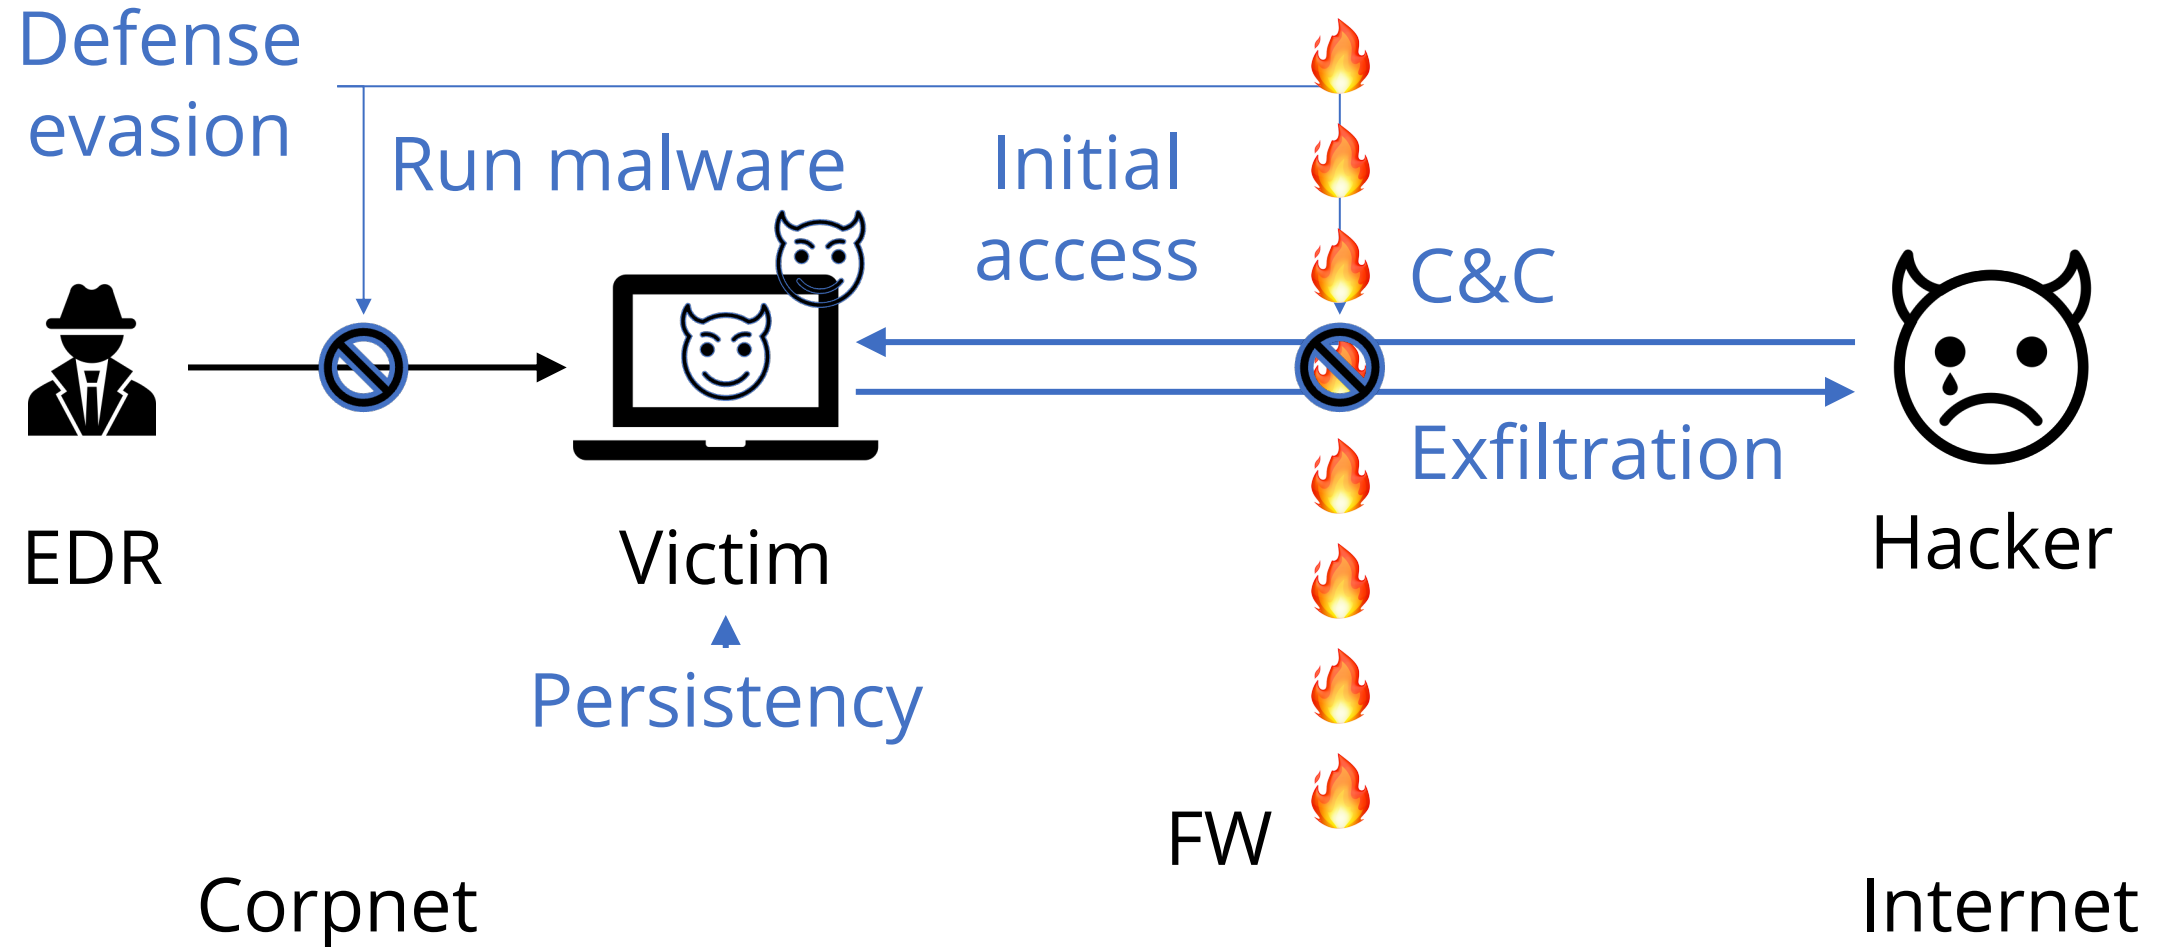 Defense
evasion
Run malware
Initial
access
C&C
Exfiltration
EDR
Victim
Hacker
Persistency
FW
Corpnet
Internet